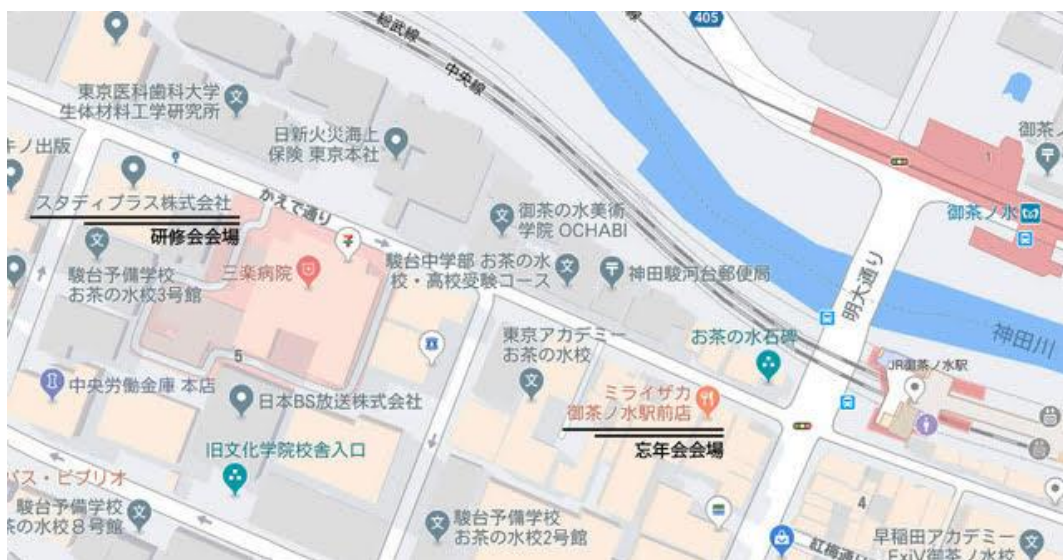 総武線
中央線
405
東京医科歯科大学
生体材料工学研究所
日新火災海上
保険 東京本社
キノ出版
スタディプラス株式会社
研修会会場
かえで通り
御茶の水美術
学院 OCHABI
御茶ノ水
駿台予備学校
お茶の水校3号館
三楽病院
駿台中学部 お茶の水
校・高校受験コース
神田駿河台郵便局
明大通り
神田川
東京アカデミー
お茶の水校
お茶の水石碑
JR御茶ノ水駅
5
中央労働金庫 本店
日本BS放送株式会社
ミライザカ
御茶ノ水駅前店
忘年会会場
旧文化学院校舎入口
パス・ビブリオ
駿台予備学校
茶の水校8号館
駿台予備学校
お茶の水校2号館
4
紅梅通り
早稲田アカデミー
ExiV御茶ノ水校
1
御茶